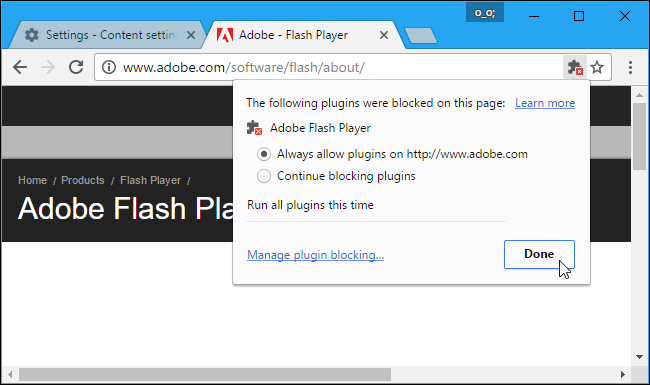 o_o;
Settings - Content settin
Adobe - Flash Player
www.adobe.com/software/flash/about/
The following plugins were blocked on this page: Learn more
Adobe Flash Player
Always allow plugins on http://www.adobe.com
Continue blocking plugins
Run all plugins this time
Manage plugin blocking...
Done
Home / Products / Flash Player /
Adobe Flash Pla